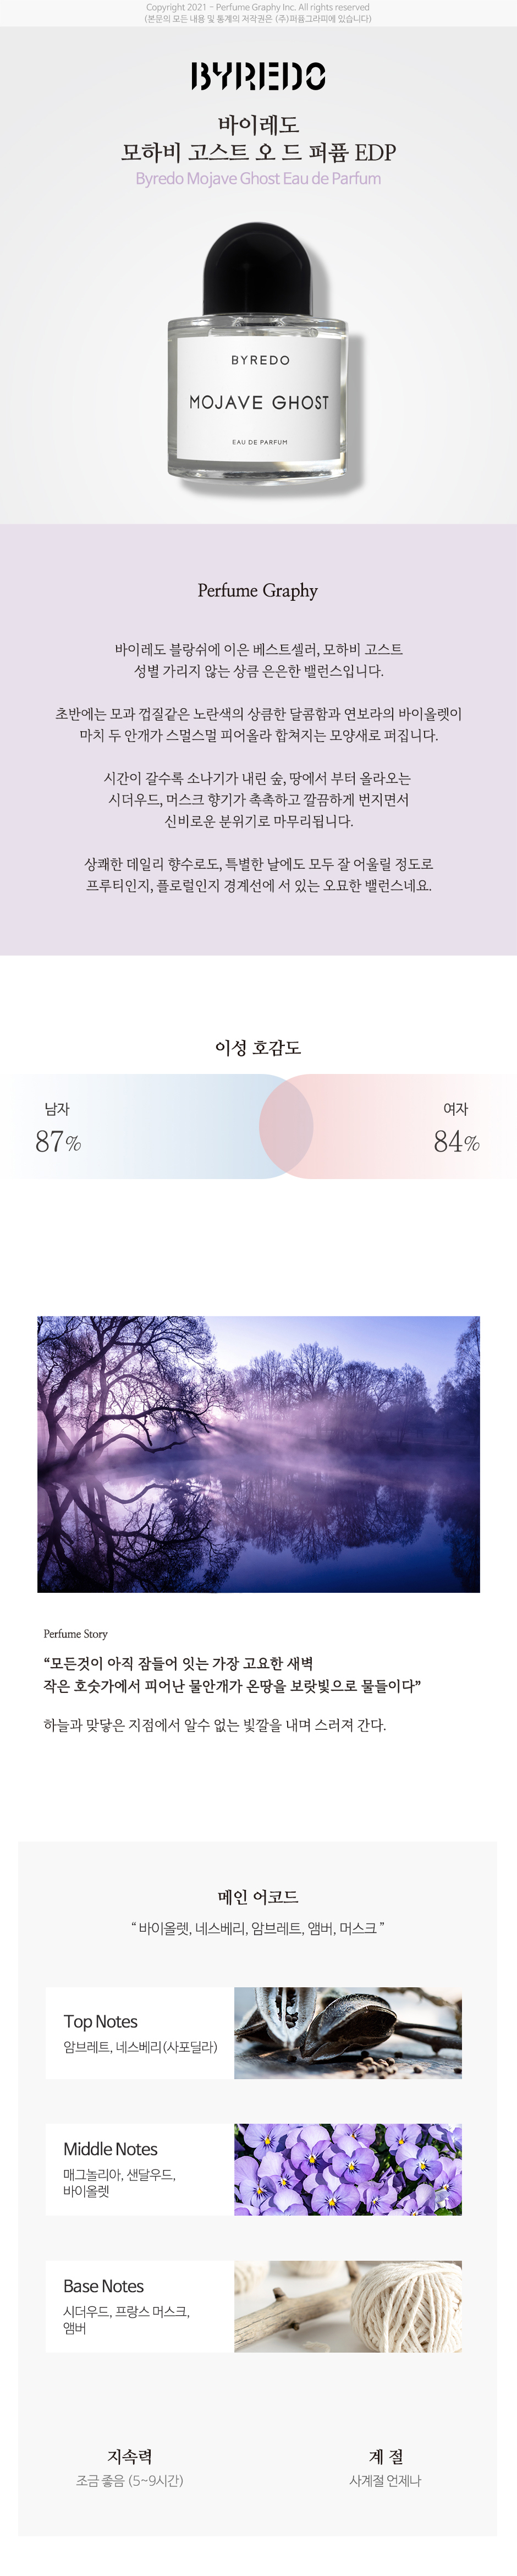 Copyright 2021 - Perfume Graphy Inc. All rights reserved
(본문의 모든 내용 및 통계의 저작권은 (주)퍼퓸그라피에 있습니다)
BYREDO
바이레도
모하비 고스트 오 드 퍼퓸 EDP
Byredo Mojave Ghost Eau de Parfum
BYREDO
MOJAVE GHOST
EAU DE PARFUM
Perfume Graphy
바이레도 블랑쉬에 이은 베스트셀러, 모하비 고스트
성별 가리지 않는 상큼 은은한 밸런스입니다.
초반에는 모과 껍질같은 노란색의 상큼한 달콤함과 연보라의 바이올렛이
마치 두 안개가 스멀스멀 피어올라 합쳐지는 모양새로 퍼집니다.
시간이 갈수록 소나기가 내린 숲, 땅에서 부터 올라오는
시더우드, 머스크 향기가 촉촉하고 깔끔하게 번지면서
신비로운 분위기로 마무리됩니다.
상쾌한 데일리 향수로도, 특별한 날에도 모두 잘 어울릴 정도로
프루티인지, 플로럴인지 경계선에 서 있는 오묘한 밸런스네요.
이성 호감도
남자
87%
여자
84%
Perfume Story
“모든것이 아직 잠들어 잇는 가장 고요한 새벽
작은 호숫가에서 피어난 물안개가 온땅을 보랏빛으로 물들이다”
하늘과 맞닿은 지점에서 알수 없는 빛깔을 내며 스러져 간다.
메인 어코드
“ 바이올렛, 네스베리, 암브레트, 앰버, 머스크 ”
Top Notes
암브레트, 네스베리(사포딜라)
Middle Notes
매그놀리아, 샌달우드,
바이올렛
Base Notes
시더우드, 프랑스 머스크,
앰버
지속력
조금 좋음 (5~9시간)
계 절
사계절 언제나